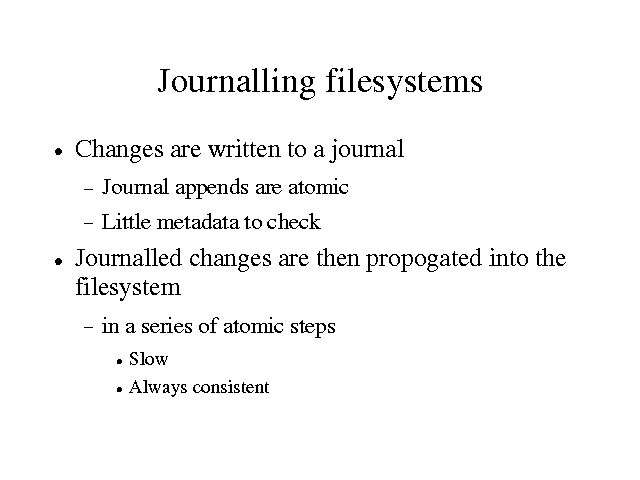 Journalling filesystems
• Changes are written to a journal
– Journal appends are atomic
– Little metadata to check
• Journalled changes are then propogated into the
filesystem
– in a series of atomic steps
• Slow
• Always consistent